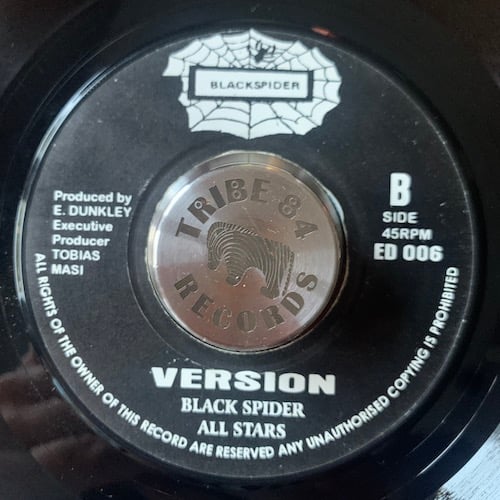 BLACKSPIDER
Produced by
E. DUNKLEY
Executive
Producer
TOBIAS
MASI
B
SIDE
45RPM
ED 006
TRIBE 84
RECORDS
VERSION
BLACK SPIDER
ALL STARS
ALL RIGHTS OF THE OWNER OF THIS RECORD ARE RESERVED ANY UNAUTHORISED COPYING IS PROHIBITED